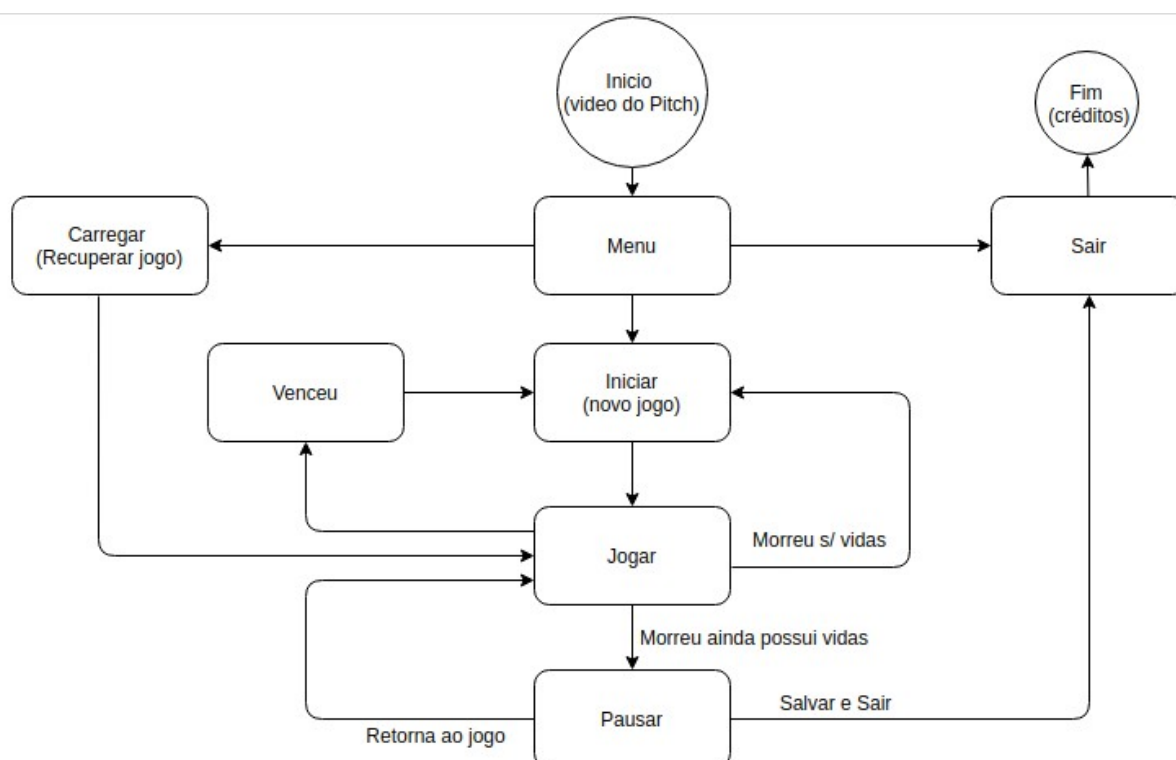 Inicio
(video do Pitch)
Fim
(créditos)
Carregar
(Recuperar jogo)
Menu
Sair
Venceu
Iniciar
(novo jogo)
Jogar
Morreu s/ vidas
Morreu ainda possui vidas
Pausar
Salvar e Sair
Retorna ao jogo